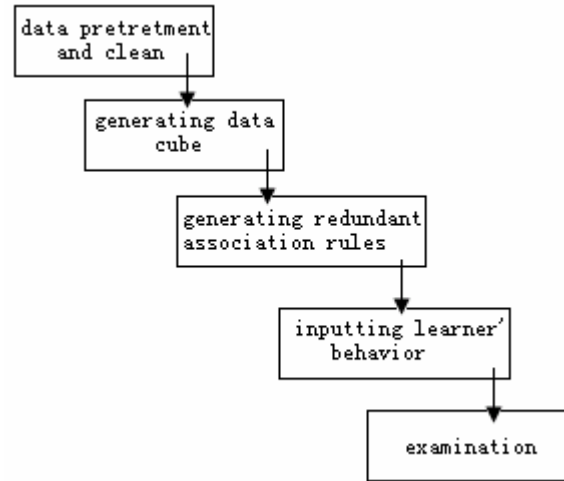 data pretretment
and clean
generating data
cube
generating redundant
association rules
inputting learner'
behavior
examination